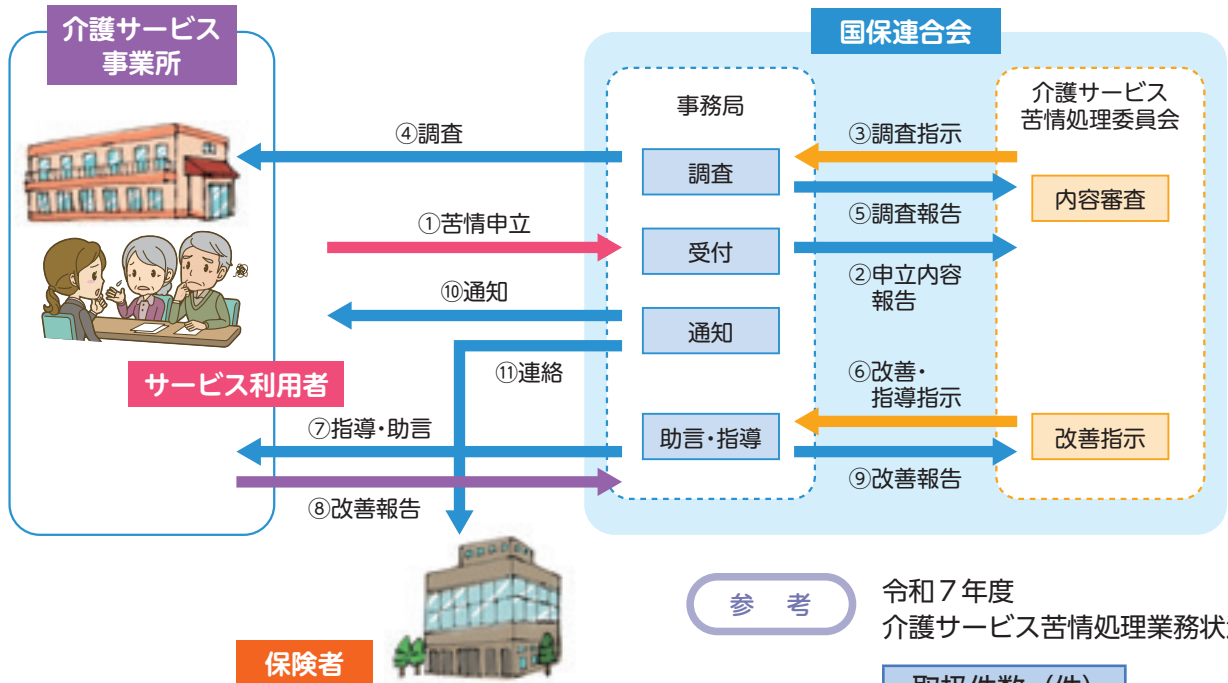 介護サービス
事業所
国保連合会
事務局
介護サービス
苦情処理委員会
④調査
調査
③調査指示
内容審査
⑤調査報告
①苦情申立
受付
②申立内容
報告
⑩通知
通知
⑪連絡
サービス利用者
⑥改善・
指導指示
⑦指導・助言
助言・指導
改善指示
⑧改善報告
⑨改善報告
保険者
参 考
令和7年度
介護サービス苦情処理業務状
取扱件数(件)